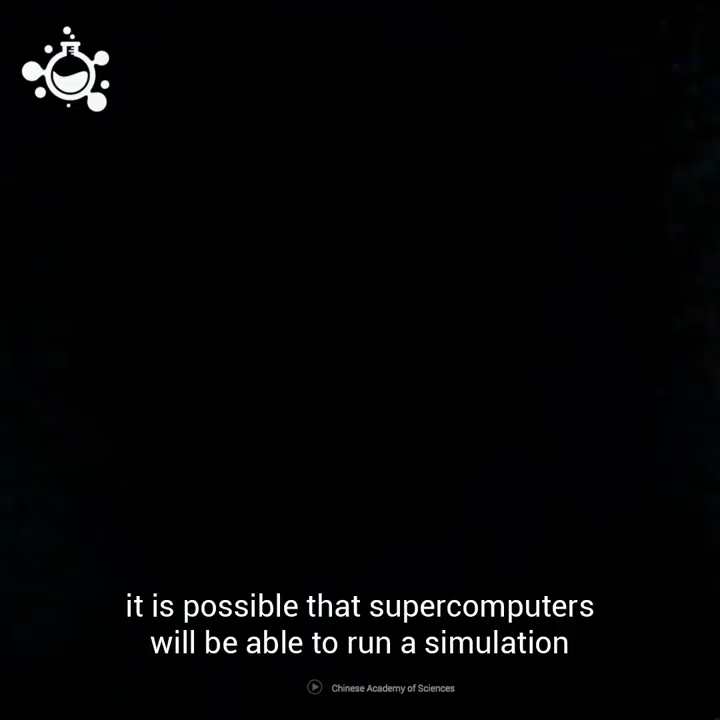 it is possible that supercomputers
will be able to run a simulation
Chinese Academy of Sciences